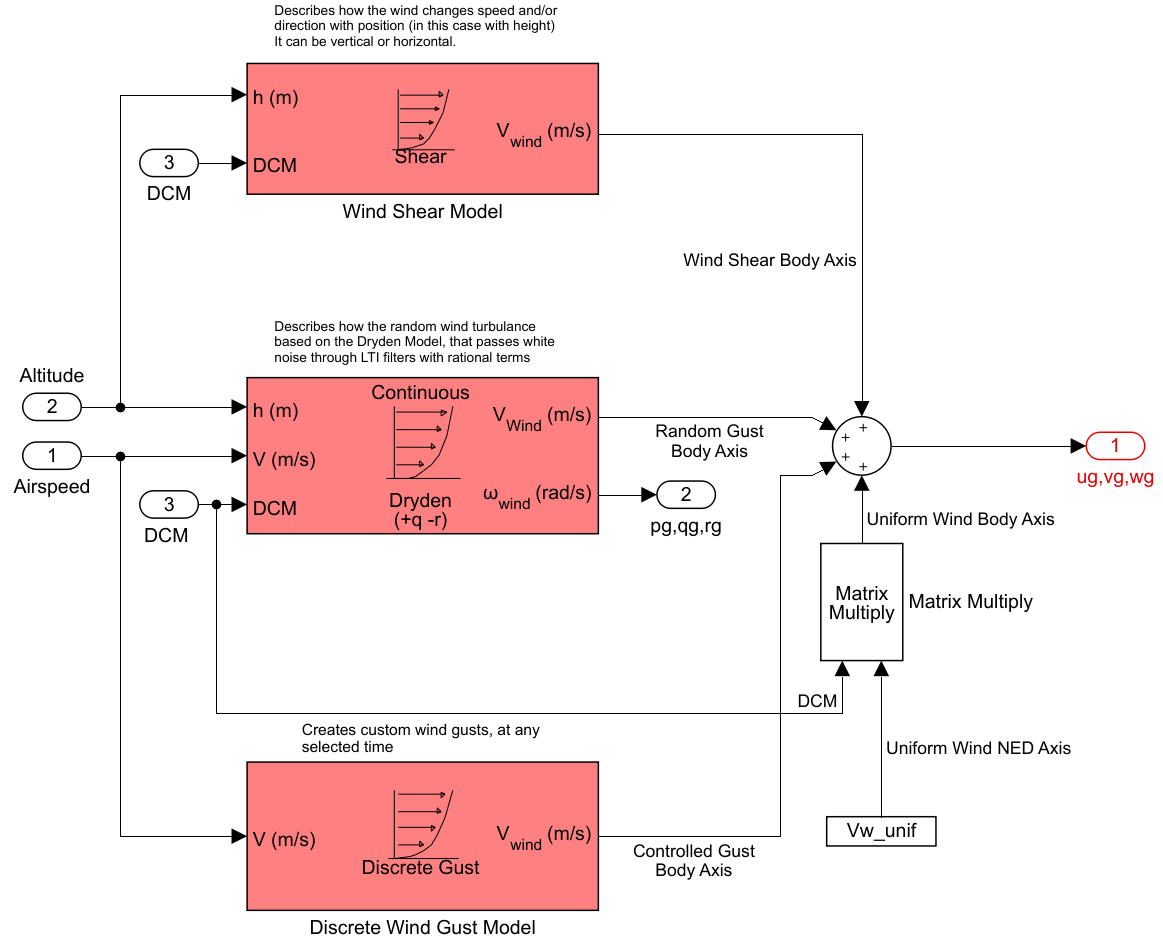 Describes how the wind changes speed and/or
direction with position (in this case with height)
It can be vertical or horizontal.
h (m)
Shear
V wind (m/s)
3
DCM
DCM
Wind Shear Model
Wind Shear Body Axis
Describes how the random wind turbulance
based on the Dryden Model, that passes white
noise through LTI filters with rational terms
Altitude
2
1
Airspeed
3
DCM
h (m)
V (m/s)
DCM
Continuous
Dryden
(+q -r)
V Wind (m/s)
ω wind (rad/s)
Random Gust
Body Axis
2
pg,qg,rg
+
+
+
+
1
ug,vg,wg
Uniform Wind Body Axis
Matrix
Multiply
Matrix Multiply
DCM
Uniform Wind NED Axis
Vw_unif
Creates custom wind gusts, at any
selected time
V (m/s)
Discrete Gust
V wind (m/s)
Controlled Gust
Body Axis
Discrete Wind Gust Model